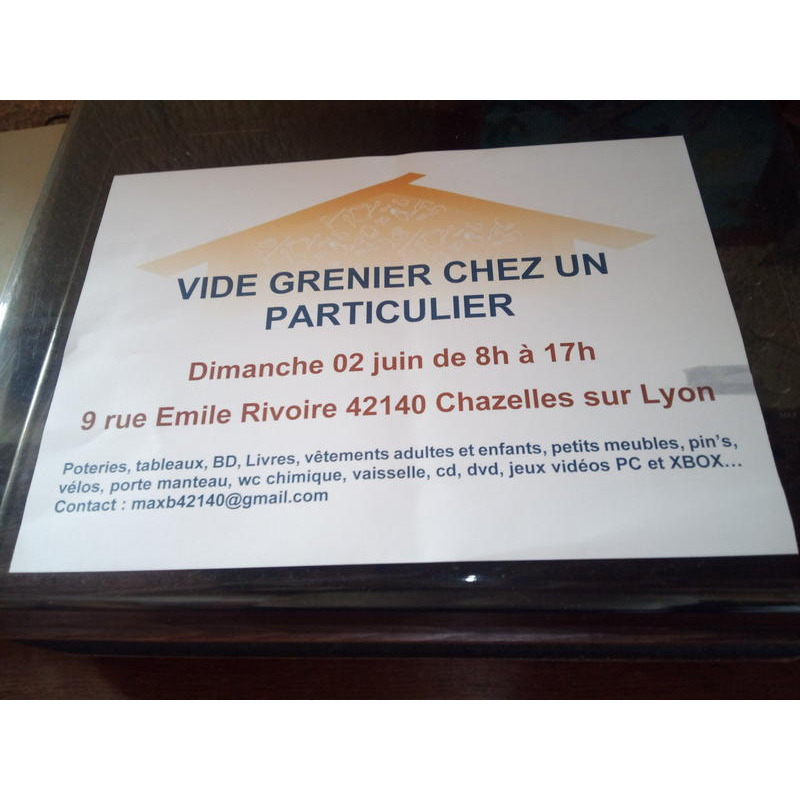 VIDE GRENIER CHEZ UN
PARTICULIER
Dimanche 02 juin de 8h à 17h
9 rue Emile Rivoire 42140 Chazelles sur Lyon
Poteries, tableaux, BD, Livres, vêtements adultes et enfants, petits meubles, pin’s,
vélos, porte manteau, wc chimique, vaisselle, cd, dvd, jeux vidéos PC et XBOX…
Contact : maxb42140@gmail.com